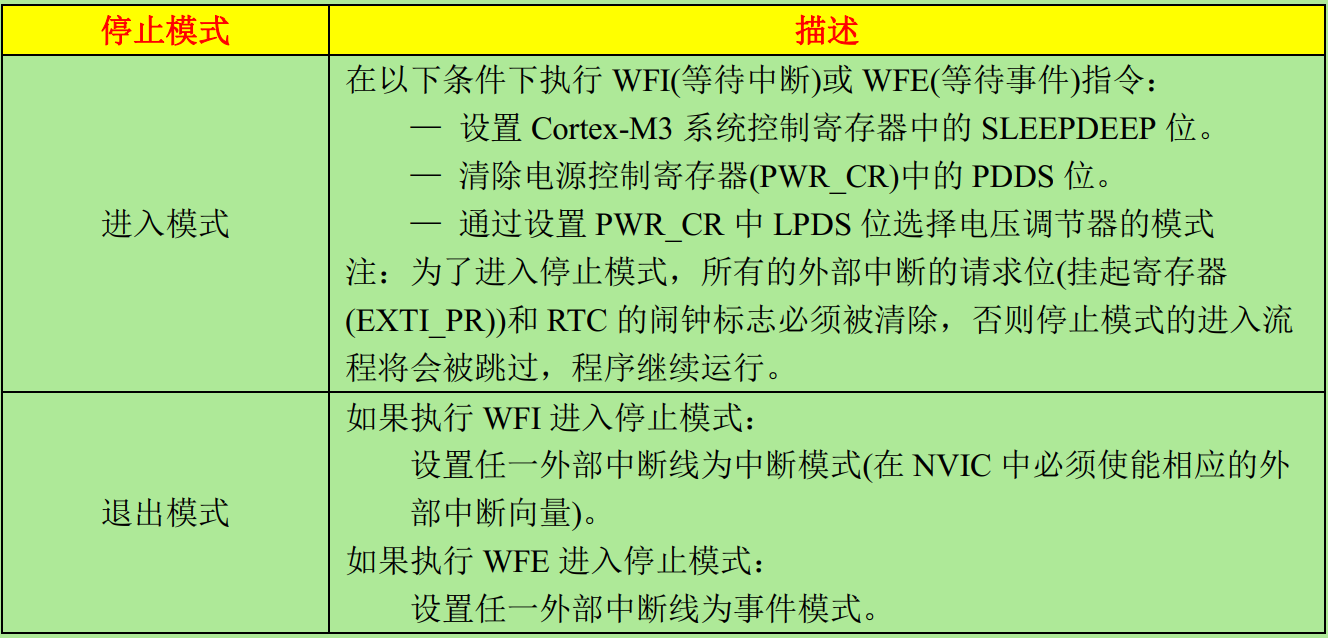 停止模式
描述
进入模式
在以下条件下执行 WFI(等待中断)或 WFE(等待事件)指令：
— 设置 Cortex-M3 系统控制寄存器中的 SLEEPDEEP 位。
— 清除电源控制寄存器(PWR_CR)中的 PDDS 位。
— 通过设置 PWR_CR 中 LPDS 位选择电压调节器的模式
注：为了进入停止模式，所有的外部中断的请求位(挂起寄存器
(EXTI_PR))和 RTC 的闹钟标志必须被清除，否则停止模式的进入流
程将会被跳过，程序继续运行。
退出模式
如果执行 WFI 进入停止模式：
设置任一外部中断线为中断模式(在 NVIC 中必须使能相应的外
部中断向量)。
如果执行 WFE 进入停止模式：
设置任一外部中断线为事件模式。